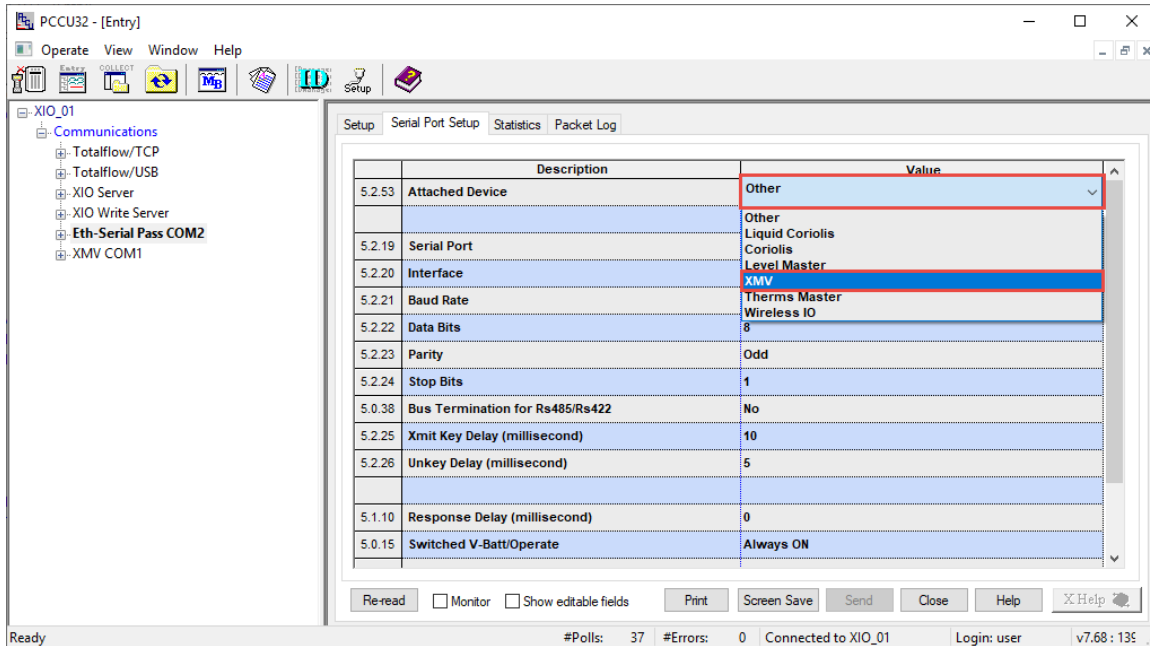 PCCU32 - [Entry]
Operate View Window Help
Entry COLLECT MB ID Setup
XIO_01
Communications
Totalflow/TCP
Totalflow/USB
XIO Server
XIO Write Server
Eth-Serial Pass COM2
XMV COM1
Setup Serial Port Setup Statistics Packet Log
Description Value
5.2.53 Attached Device Other
Other
Liquid Coriolis
5.2.19 Serial Port Coriolis
Level Master
5.2.20 Interface XMV
5.2.21 Baud Rate Therms Master
Wireless IO
5.2.22 Data Bits 8
5.2.23 Parity Odd
5.2.24 Stop Bits 1
5.0.38 Bus Termination for Rs485/Rs422 No
5.2.25 Xmit Key Delay (millisecond) 10
5.2.26 Unkey Delay (millisecond) 5
5.1.10 Response Delay (millisecond) 0
5.0.15 Switched V-Batt/Operate Always ON
Re-read Monitor Show editable fields Print Screen Save Send Close Help X Help
Ready #Polls: 37 #Errors: 0 Connected to XIO_01 Login: user v7.68 : 139